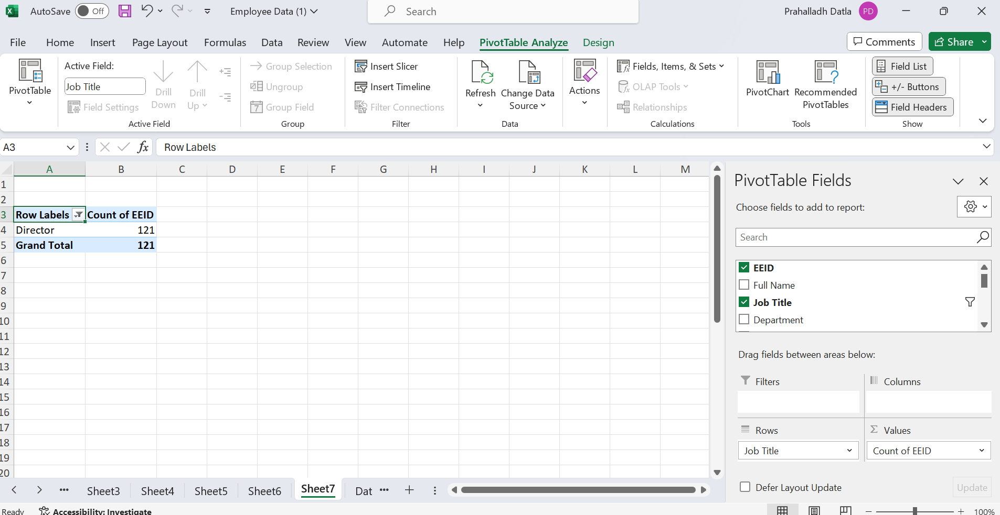 AutoSave Off Employee Data (1) Search Prahalladh Datla PD
File Home Insert Page Layout Formulas Data Review View Automate Help PivotTable Analyze Design Comments Share
PivotTable
Active Field:
Job Title
Field Settings
Drill Down
Drill Up
Active Field
Group Selection
Ungroup
7 Group Field
Group
Insert Slicer
Insert Timeline
Filter Connections
Filter
Refresh
Change Data Source
Data
Actions
Fields, Items, & Sets
OLAP Tools
Relationships
Calculations
PivotChart
Recommended PivotTables
Tools
Field List
+/- Buttons
Field Headers
Show
A3 fx Row Labels
A B C D E F G H I J K L M
1
2
3 Row Labels Count of EEID
4 Director 121
5 Grand Total 121
6
7
8
9
10
11
12
13
14
15
16
17
18
19
20
PivotTable Fields
Choose fields to add to report:
Search
EEID
Full Name
Job Title
Department
Drag fields between areas below:
Filters Columns
Rows Values
Job Title Count of EEID
Defer Layout Update Update
Sheet3 Sheet4 Sheet5 Sheet6 Sheet7 Dat
Ready Accessibility: Investigate 100%